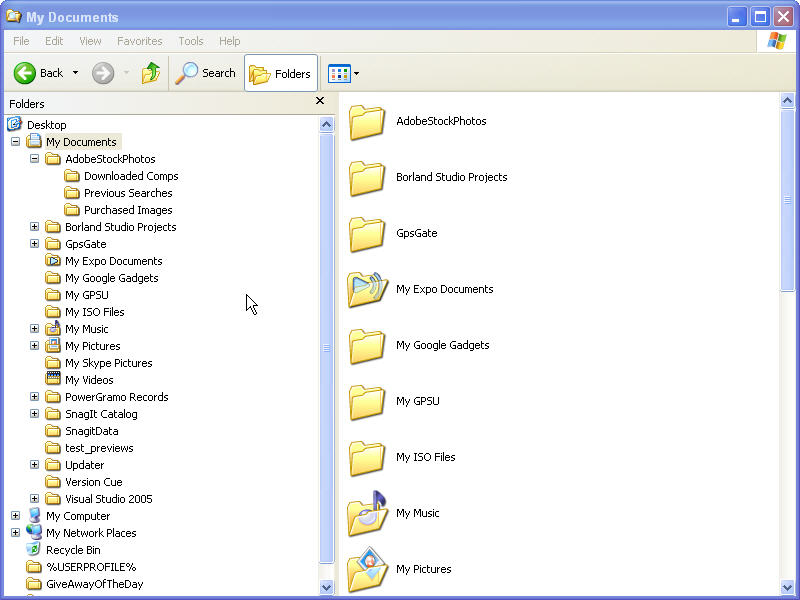 My Documents
File Edit View Favorites Tools Help
Back Search Folders
Folders
Desktop
My Documents
AdobeStockPhotos
Downloaded Comps
Previous Searches
Purchased Images
Borland Studio Projects
GpsGate
My Expo Documents
My Google Gadgets
My GPSU
My ISO Files
My Music
My Pictures
My Skype Pictures
My Videos
PowerGramo Records
SnagIt Catalog
SnagitData
test_previews
Updater
Version Cue
Visual Studio 2005
My Computer
My Network Places
Recycle Bin
%USERPROFILE%
GiveAwayOfTheDay
AdobeStockPhotos
Borland Studio Projects
GpsGate
My Expo Documents
My Google Gadgets
My GPSU
My ISO Files
My Music
My Pictures